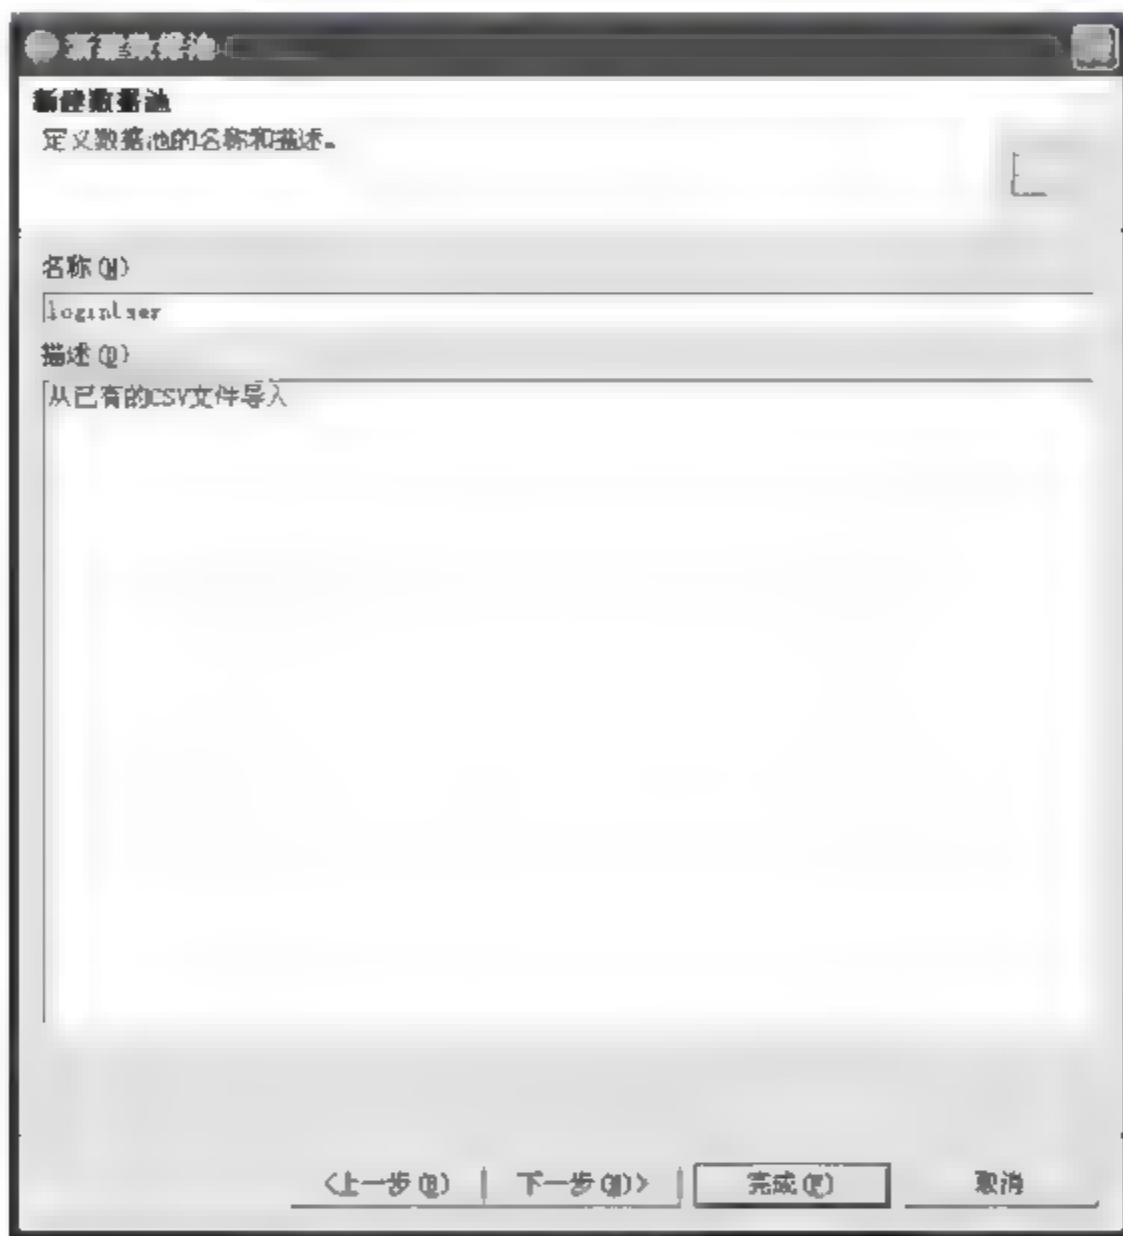 新建数据池
新建数据池
定义数据池的名称和描述。
名称(N)
描述(D)
从已有的CSV文件导入
<上一步(B)
下一步(N)>
完成(F)
取消